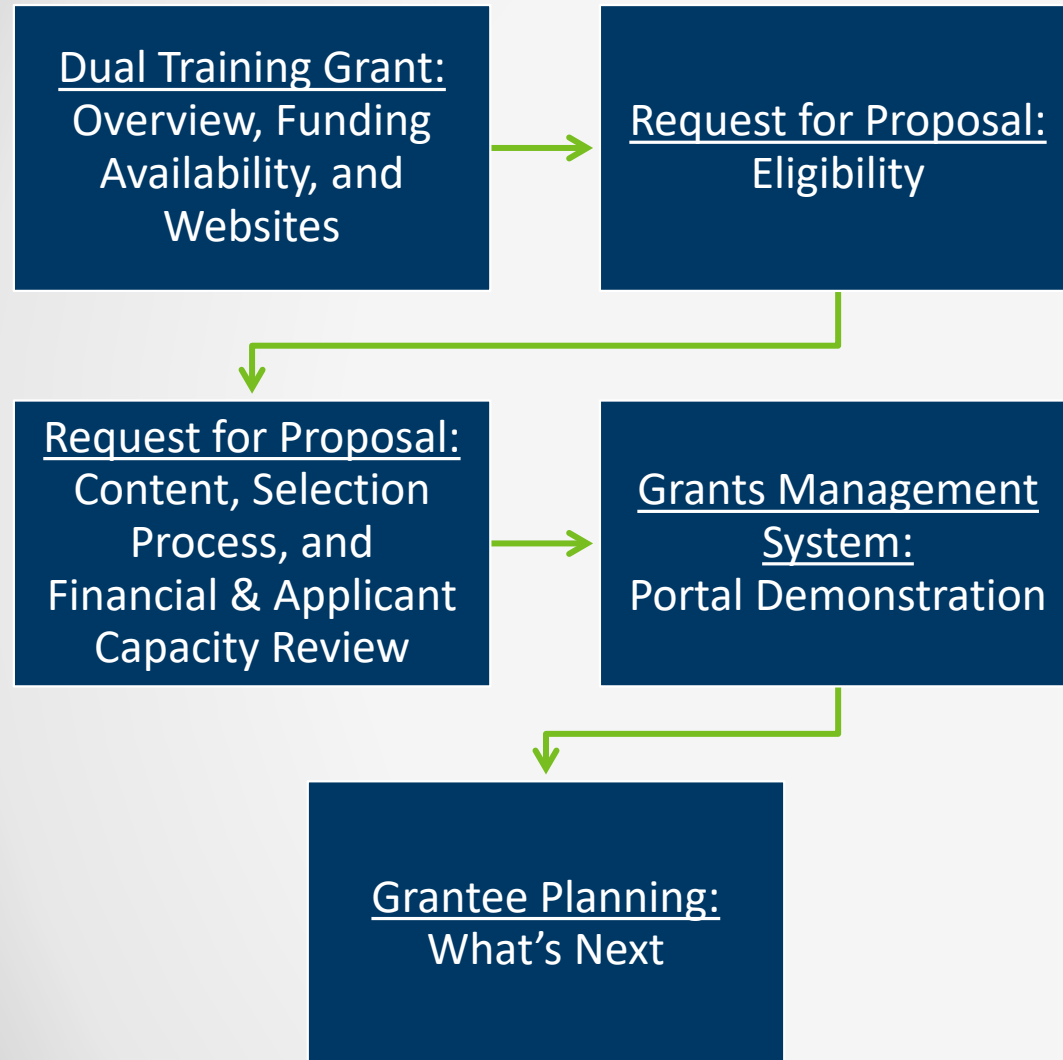 Dual Training Grant:
Overview, Funding
Availability, and
Websites
Request for Proposal:
Eligibility
Request for Proposal:
Content, Selection
Process, and
Financial & Applicant
Capacity Review
Grants Management
System:
Portal Demonstration
Grantee Planning:
What’s Next